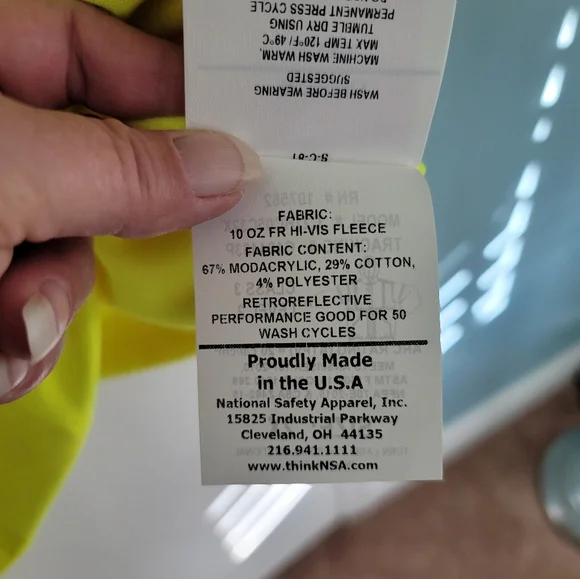 PERMANENT PRESS CYCLE
TUMBLE DRY USING
MAX TEMP 120°F/49°C
MACHINE WASH WARM,
SUGGESTED
WASH BEFORE WEARING
FABRIC:
10 OZ FR HI-VIS FLEECE
FABRIC CONTENT:
67% MODACRYLIC, 29% COTTON,
4% POLYESTER
RETROREFLECTIVE
PERFORMANCE GOOD FOR 50
WASH CYCLES
Proudly Made
in the U.S.A
National Safety Apparel, Inc.
15825 Industrial Parkway
Cleveland, OH 44135
216.941.1111
www.thinkNSA.com